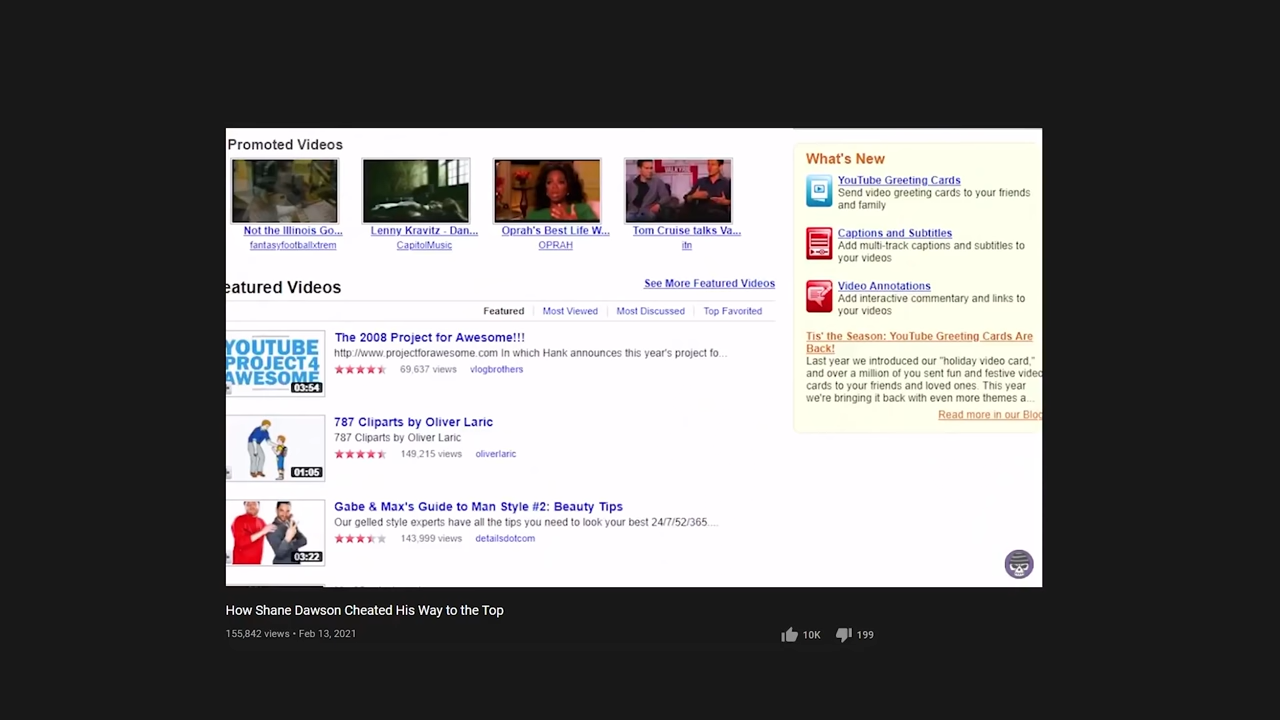 Promoted Videos
Not the Illinois Go...
fantasyfootballxtrem
Lenny Kravitz - Dan...
CapitolMusic
Oprah's Best Life W...
OPRAH
Tom Cruise talks Va...
itn
eatured Videos
See More Featured Videos
Featured | Most Viewed | Most Discussed | Top Favorited
YOUTUBE
PROJECT4
AWESOME
03:54
The 2008 Project for Awesome!!!
http://www.projectforawesome.com In which Hank announces this year's project fo...
69,637 views vlogbrothers
01:05
787 Cliparts by Oliver Laric
787 Cliparts by Oliver Laric
149,215 views oliverlaric
03:22
Gabe & Max's Guide to Man Style #2: Beauty Tips
Our gelled style experts have all the tips you need to look your best 24/7/52/365....
143,999 views detailsdotcom
What's New
YouTube Greeting Cards
Send video greeting cards to your friends
and family
Captions and Subtitles
Add multi-track captions and subtitles to
your videos
Video Annotations
Add interactive commentary and links to
your videos
Tis' the Season: YouTube Greeting Cards Are
Back!
Last year we introduced our "holiday video card,"
and over a million of you sent fun and festive video
cards to your friends and loved ones. This year
we're bringing it back with even more themes a...
Read more in our Blog
How Shane Dawson Cheated His Way to the Top
155,842 views • Feb 13, 2021
10K 199